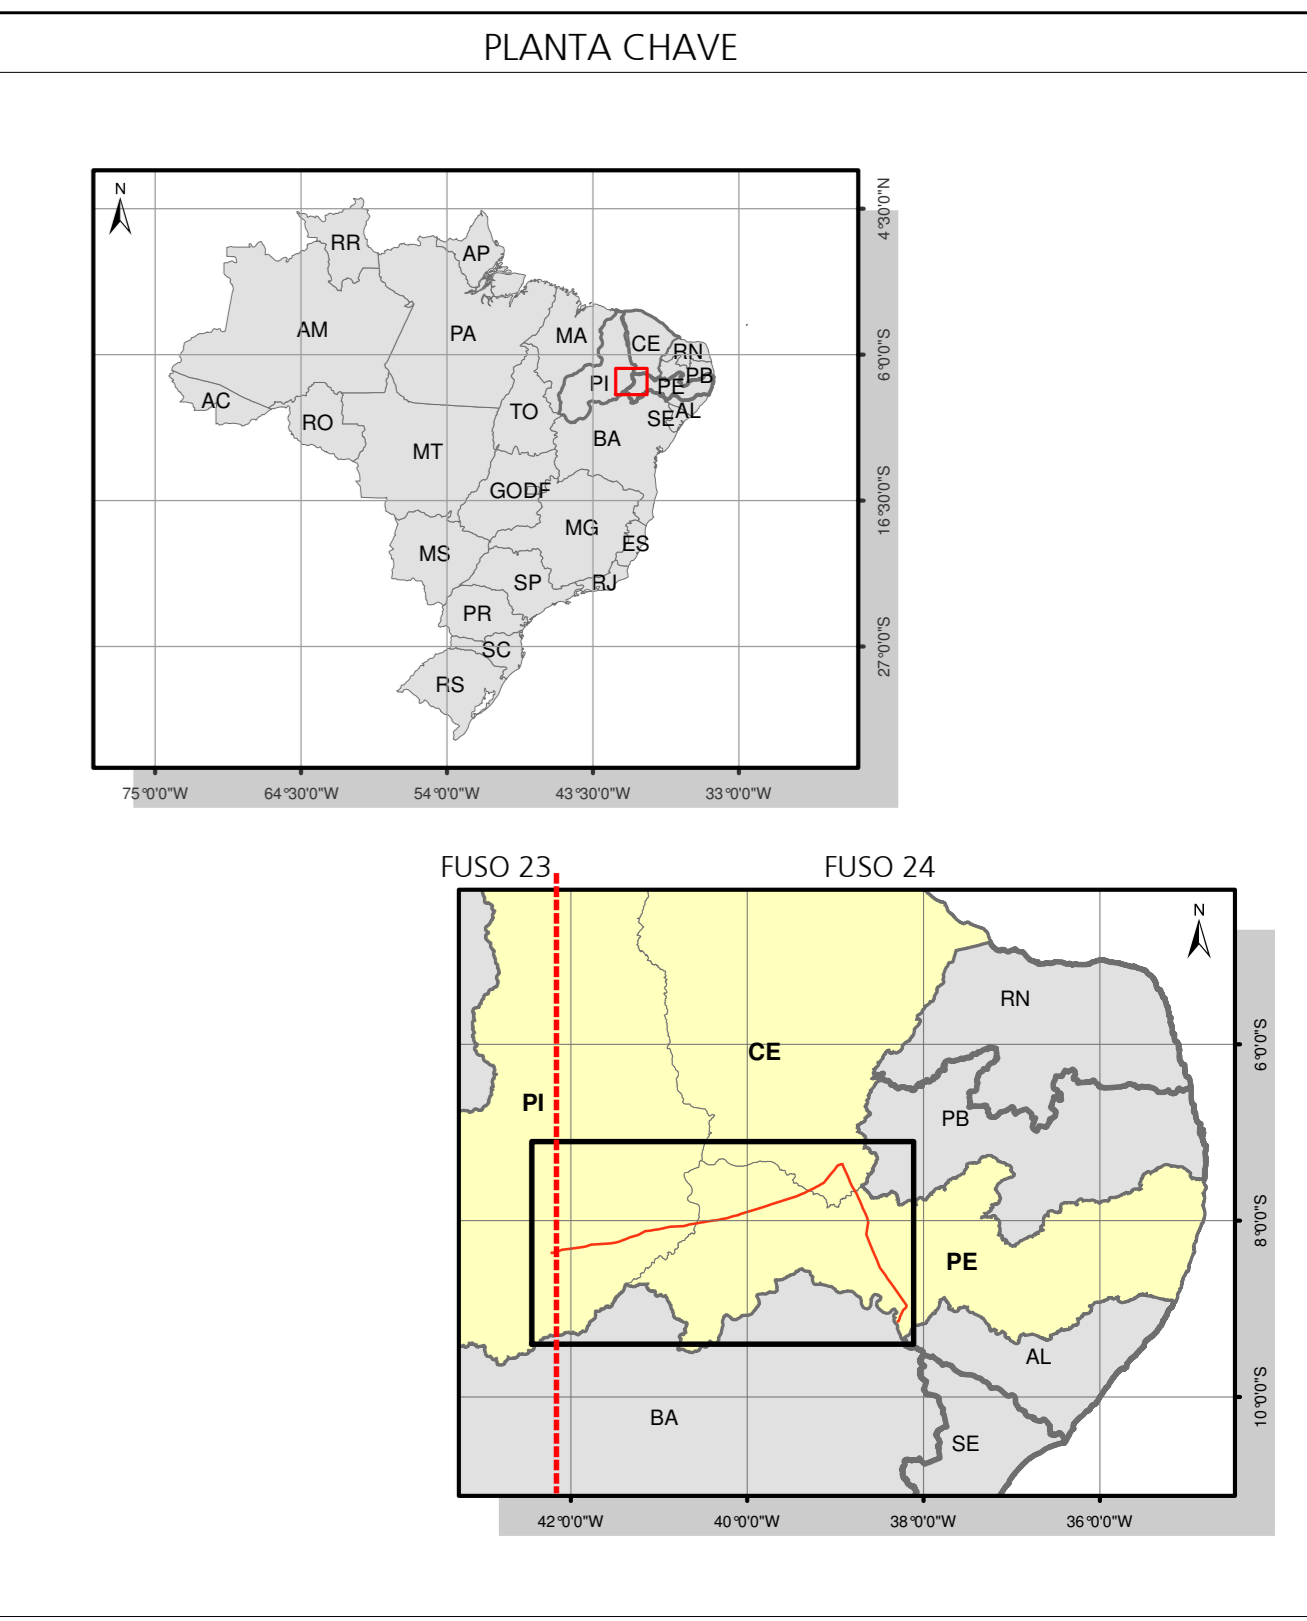 PLANTA CHAVE
N
4°30'0"N
RR
AP
AM
PA
MA
CE
RN
6°0'0"S
PI
PE
PB
AC
RO
TO
SE
AL
MT
BA
GO
DF
16°30'0"S
MG
MS
ES
SP
RJ
PR
SC
27°0'0"S
RS
75°0'0"W
64°30'0"W
54°0'0"W
43°30'0"W
33°0'0"W
FUSO 23
FUSO 24
N
RN
6°0'0"S
CE
PI
PB
8°0'0"S
PE
AL
10°0'0"S
BA
SE
42°0'0"W
40°0'0"W
38°0'0"W
36°0'0"W